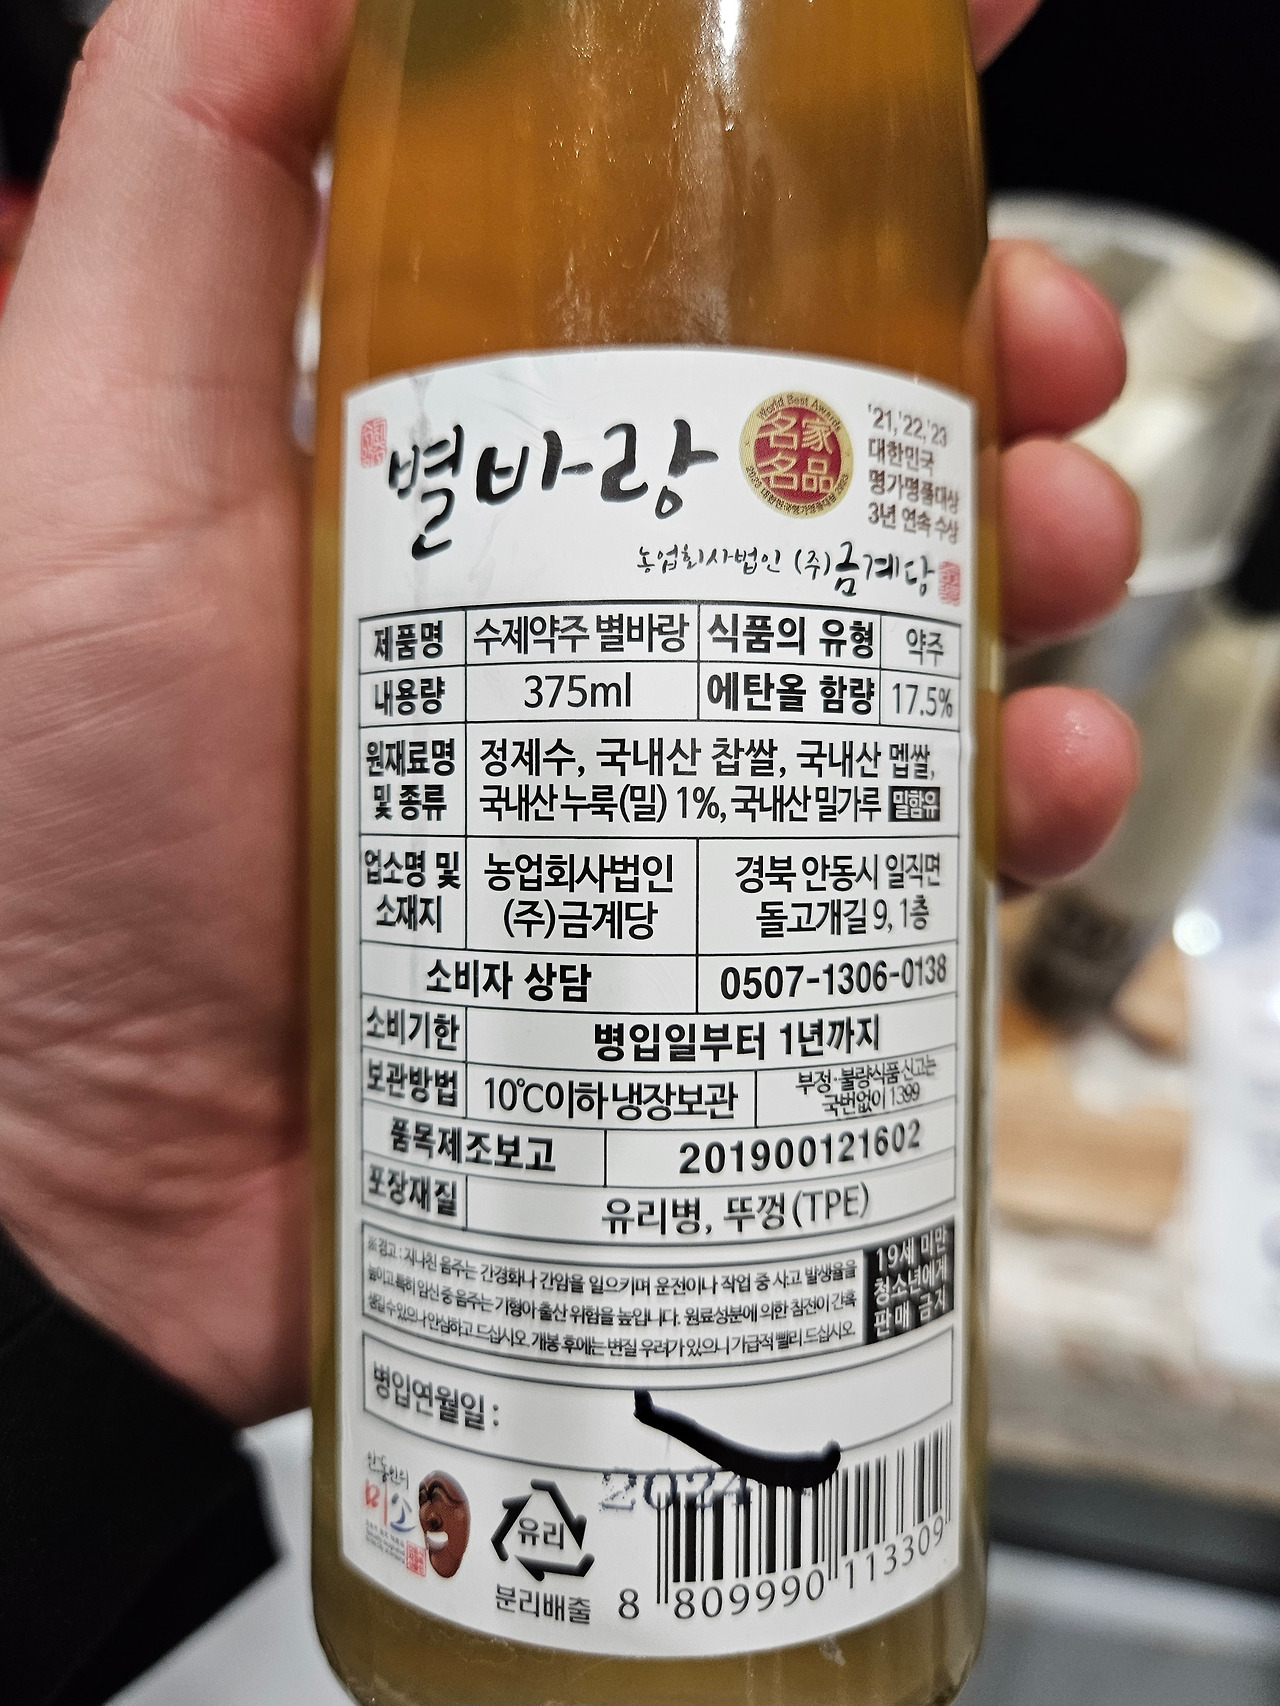 별바랑
World Best Awards
名家
名品
'21, '22, '23
대한민국
명가명품대상
3년 연속 수상
농업회사법인 (주)금계당
제품명 수제약주 별바랑 식품의 유형 약주
내용량 375ml 에탄올 함량 17.5%
원재료명 및 종류 정제수, 국내산 찹쌀, 국내산 멥쌀,
국내산누룩(밀) 1%, 국내산밀가루 밀함유
업소명 및 소재지 농업회사법인 (주)금계당 경북 안동시 일직면
돌고개길 9, 1층
소비자 상담 0507-1306-0138
소비기한 병입일부터 1년까지
보관방법 10℃이하 냉장보관 부정·불량식품신고는
국번없이 1399
품목제조보고 201900121602
포장재질 유리병, 뚜껑(TPE)
※경고 : 지나친 음주는 간경화나 간암을 일으키며 운전이나 작업 중 사고 발생율을
높이고 특히 임신 중 음주는 기형아 출산 위험을 높입니다. 원료성분에 의한 침전이 간혹
생길 수 있으나 안심하고 드십시오. 개봉 후에는 변질 우려가 있으니 가급적 빨리 드십시오.
19세 미만
청소년에게
판매 금지
병입연월일 :
2024
유리
분리배출
8 809990 113309